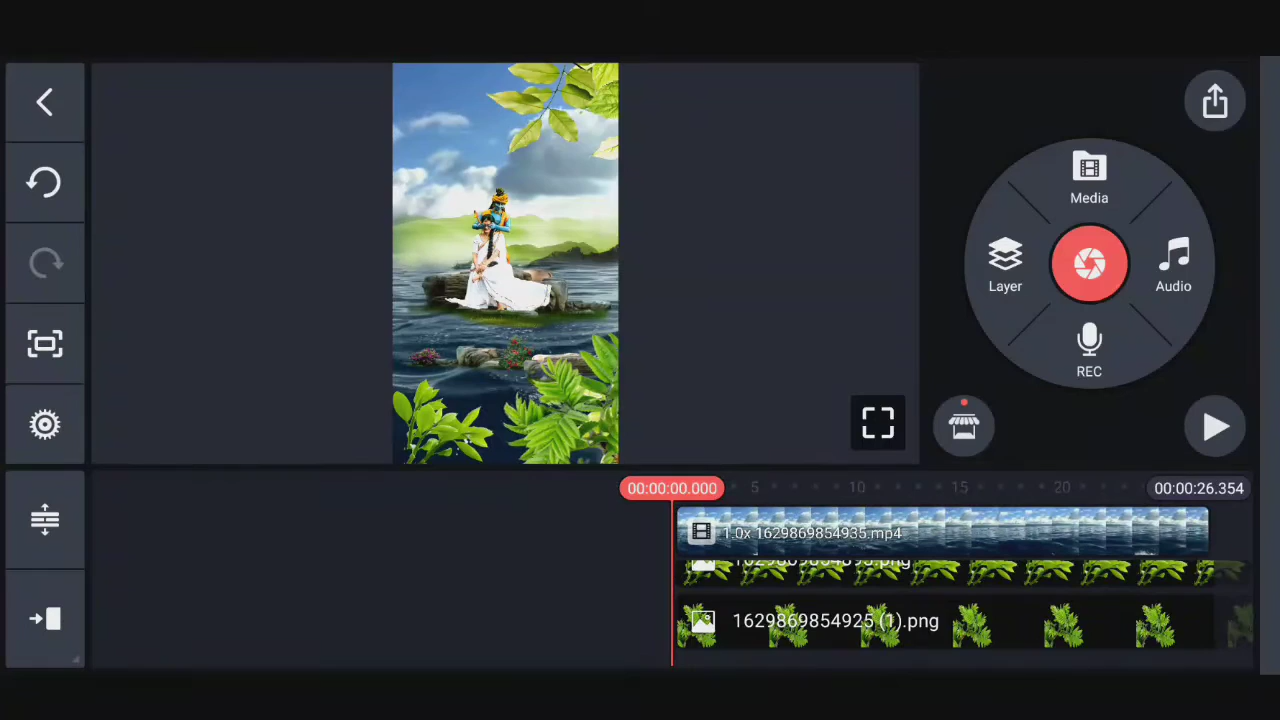 Media
Layer
Audio
REC
00:00:00.000
5
10
15
20
00:00:26.354
1.0x 1629869854935.mp4
1629869854925 (1).png